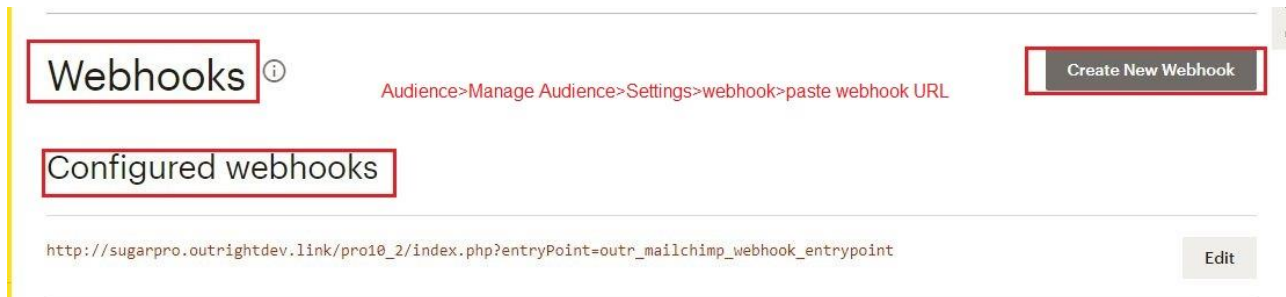 Webhooks
Create New Webhook
Audience>Manage Audience>Settings>webhook>paste webhook URL
Configured webhooks
http://sugarpro.outrightdev.link/pro10_2/index.php?entryPoint=outr_mailchimp_webhook_entrypoint
Edit